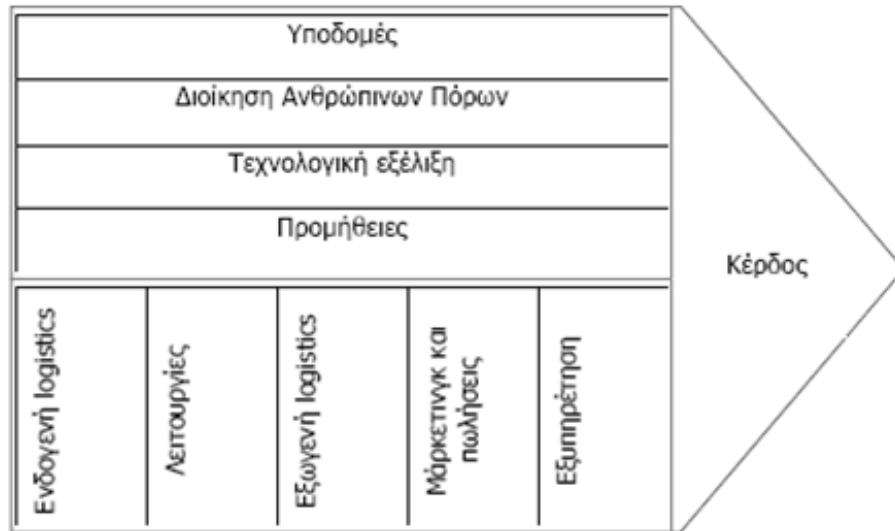 Υποδομές
Διοίκηση Ανθρώπινων Πόρων
Τεχνολογική εξέλιξη
Προμήθειες
Κέρδος
Ενδογενή logistics
Λειτουργίες
Εξωγενή logistics
Μάρκετινγκ και
πωλήσεις
Εξυπηρέτηση